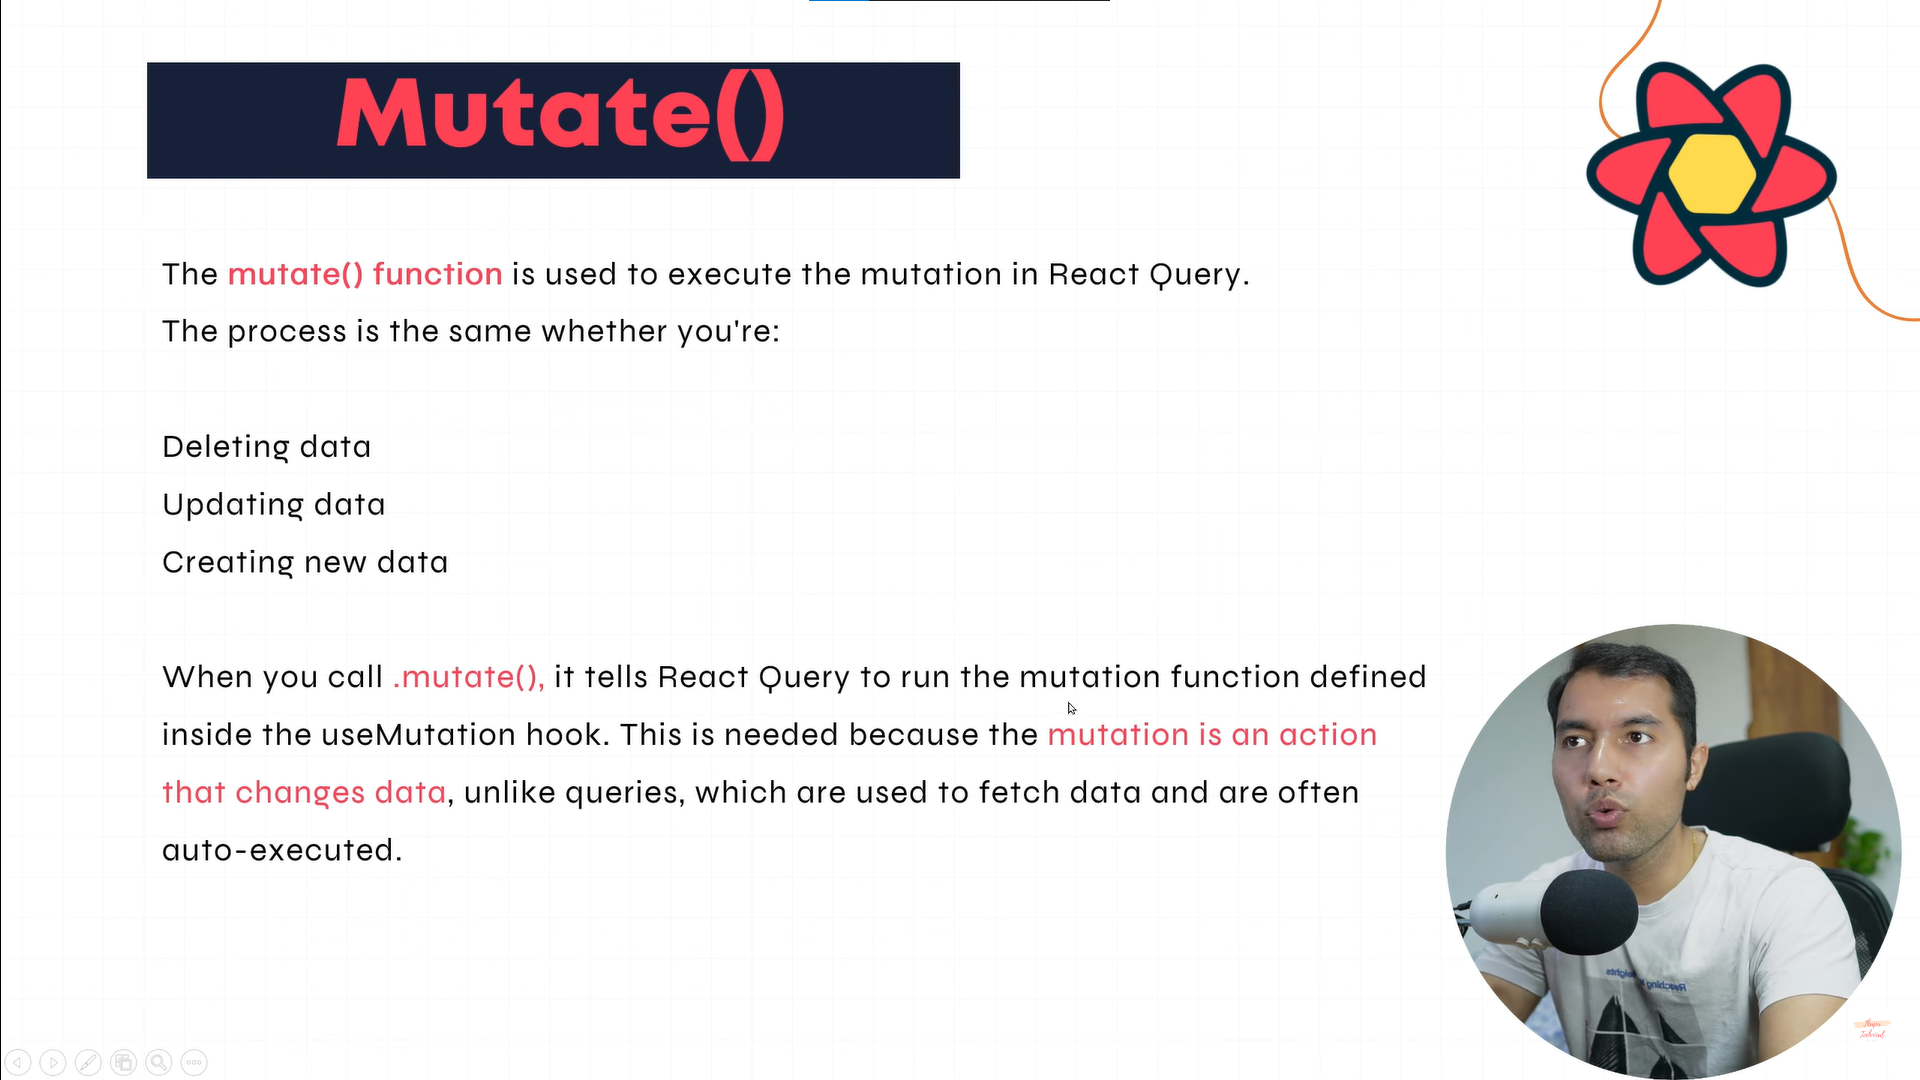 Mutate()
The mutate() function is used to execute the mutation in React Query.
The process is the same whether you're:
Deleting data
Updating data
Creating new data
When you call .mutate(), it tells React Query to run the mutation function defined
inside the useMutation hook. This is needed because the mutation is an action
that changes data, unlike queries, which are used to fetch data and are often
auto-executed.
Thapa
Technical